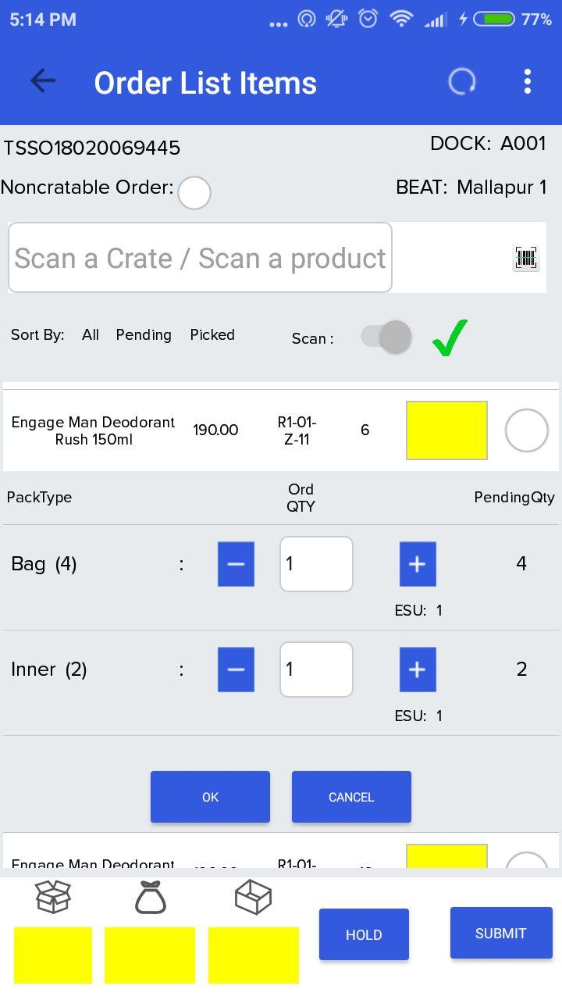 5:14 PM
77%
Order List Items
TSSO18020069445
DOCK: A001
Noncratable Order:
BEAT: Mallapur 1
Scan a Crate / Scan a product
Sort By: All Pending Picked Scan :
Engage Man Deodorant Rush 150ml 190.00 R1-01-Z-11 6
PackType Ord QTY PendingQty
Bag (4) : − 1 + 4
ESU: 1
Inner (2) : − 1 + 2
ESU: 1
OK CANCEL
Engage Man Deodorant R1-01-
HOLD SUBMIT